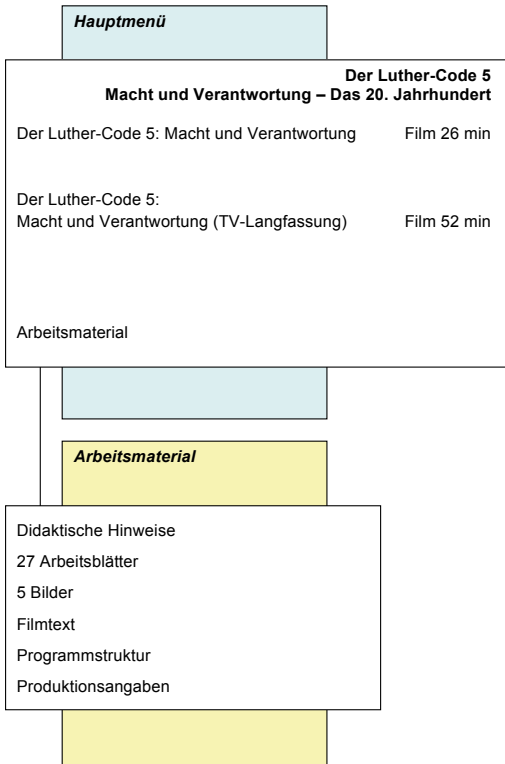 Hauptmenü
Der Luther-Code 5
Macht und Verantwortung – Das 20. Jahrhundert
Der Luther-Code 5: Macht und Verantwortung Film 26 min
Der Luther-Code 5:
Macht und Verantwortung (TV-Langfassung) Film 52 min
Arbeitsmaterial
Arbeitsmaterial
Didaktische Hinweise
27 Arbeitsblätter
5 Bilder
Filmtext
Programmstruktur
Produktionsangaben